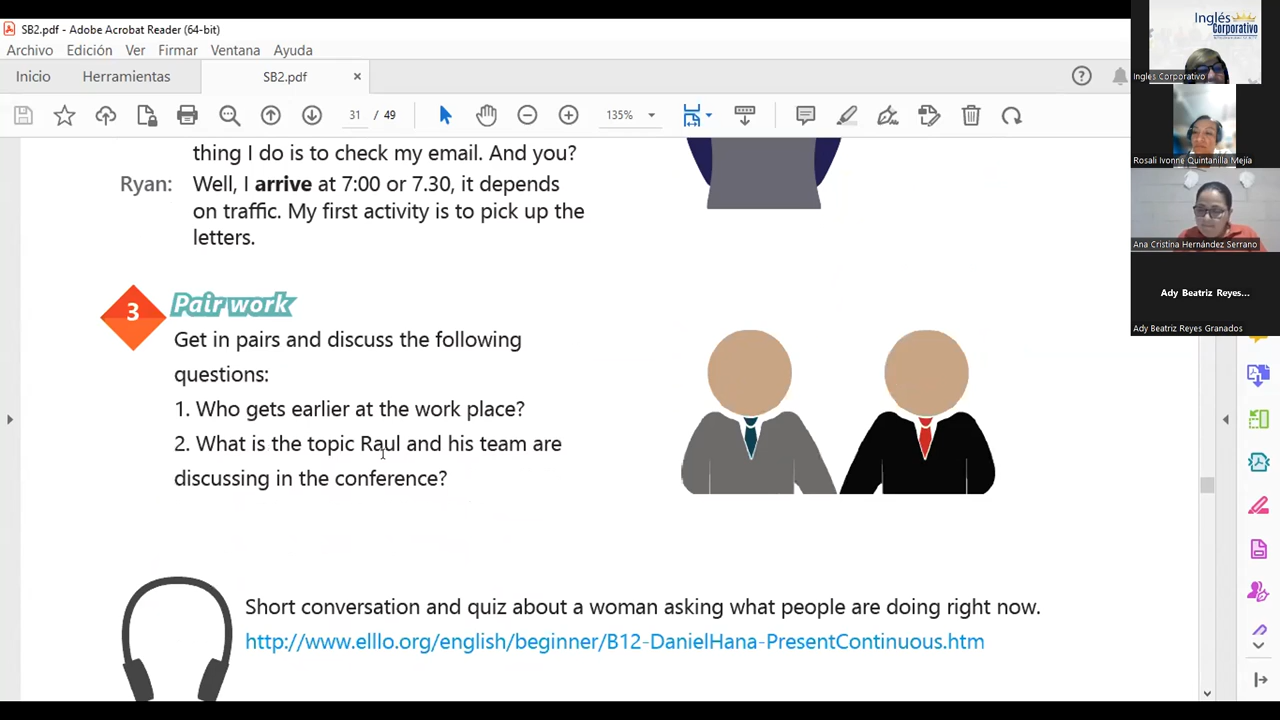 SB2.pdf - Adobe Acrobat Reader (64-bit)
Archivo Edición Ver Firmar Ventana Ayuda
Inicio Herramientas SB2.pdf ×
31 / 49 135%
thing I do is to check my email. And you?
Ryan: Well, I arrive at 7:00 or 7.30, it depends
on traffic. My first activity is to pick up the
letters.
3 Pair work
Get in pairs and discuss the following
questions:
1. Who gets earlier at the work place?
2. What is the topic Raul and his team are
discussing in the conference?
Short conversation and quiz about a woman asking what people are doing right now.
http://www.elllo.org/english/beginner/B12-DanielHana-PresentContinuous.htm
Inglés
Corporativo
Ingles Corporativo
Rosali Ivonne Quintanilla Mejía
Ana Cristina Hernández Serrano
Ady Beatriz Reyes...
Ady Beatriz Reyes Granados